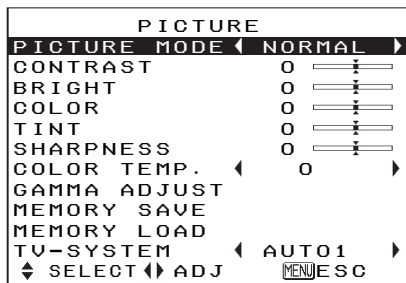 PICTURE
PICTURE MODE NORMAL
CONTRAST 0
BRIGHT 0
COLOR 0
TINT 0
SHARPNESS 0
COLOR TEMP. 0
GAMMA ADJUST
MEMORY SAVE
MEMORY LOAD
TV-SYSTEM AUTO1
SELECT ADJ MENU ESC